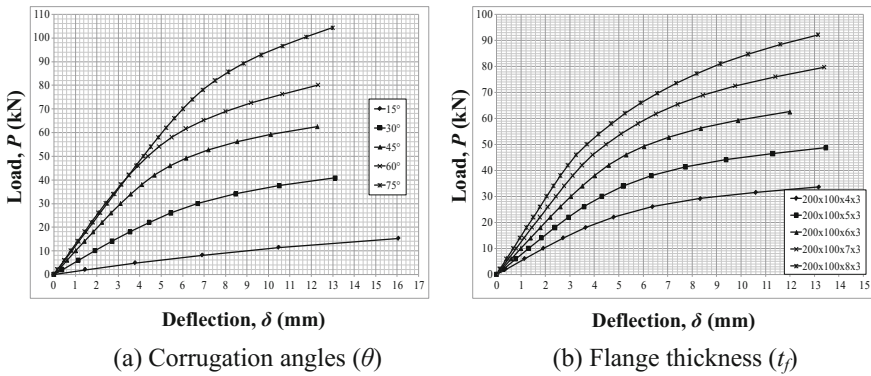 110
100
90
80
70
60
50
40
30
20
10
0
Load, P (kN)
0 1 2 3 4 5 6 7 8 9 10 11 12 13 14 15 16 17
Deflection, δ (mm)
15°
30°
45°
60°
75°
(a) Corrugation angles (θ)
100
90
80
70
60
50
40
30
20
10
0
Load, P (kN)
0 1 2 3 4 5 6 7 8 9 10 11 12 13 14 15
Deflection, δ (mm)
200x100x4x3
200x100x5x3
200x100x6x3
200x100x7x3
200x100x8x3
(b) Flange thickness (tf)